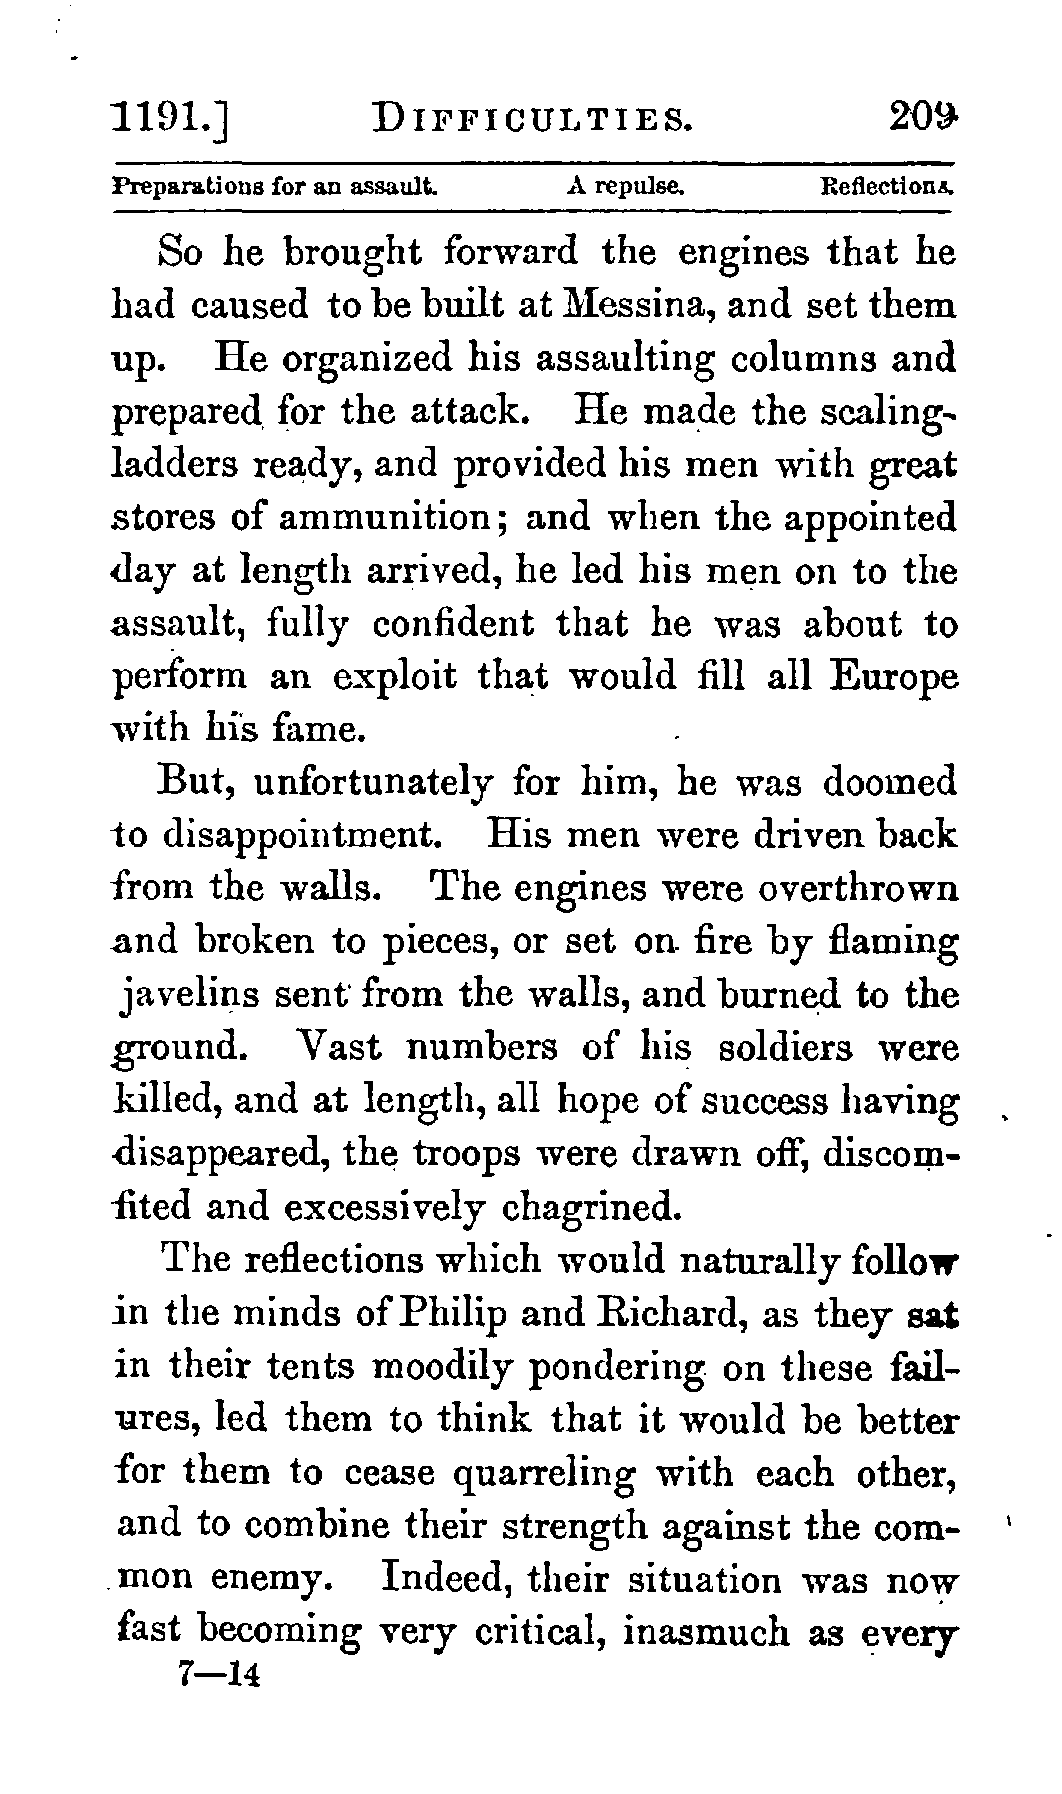 1191.] DIFFICULTIES. 209
Preparations for an assault. A repulse. Reflections.
So he brought forward the engines that he
had caused to be built at Messina, and set them
up. He organized his assaulting columns and
prepared for the attack. He made the scaling-
ladders ready, and provided his men with great
stores of ammunition; and when the appointed
day at length arrived, he led his men on to the
assault, fully confident that he was about to
perform an exploit that would fill all Europe
with his fame.
But, unfortunately for him, he was doomed
to disappointment. His men were driven back
from the walls. The engines were overthrown
and broken to pieces, or set on fire by flaming
javelins sent from the walls, and burned to the
ground. Vast numbers of his soldiers were
killed, and at length, all hope of success having
disappeared, the troops were drawn off, discom-
fited and excessively chagrined.
The reflections which would naturally follow
in the minds of Philip and Richard, as they sat
in their tents moodily pondering on these fail-
ures, led them to think that it would be better
for them to cease quarreling with each other,
and to combine their strength against the com-
mon enemy. Indeed, their situation was now
fast becoming very critical, inasmuch as every
7—14